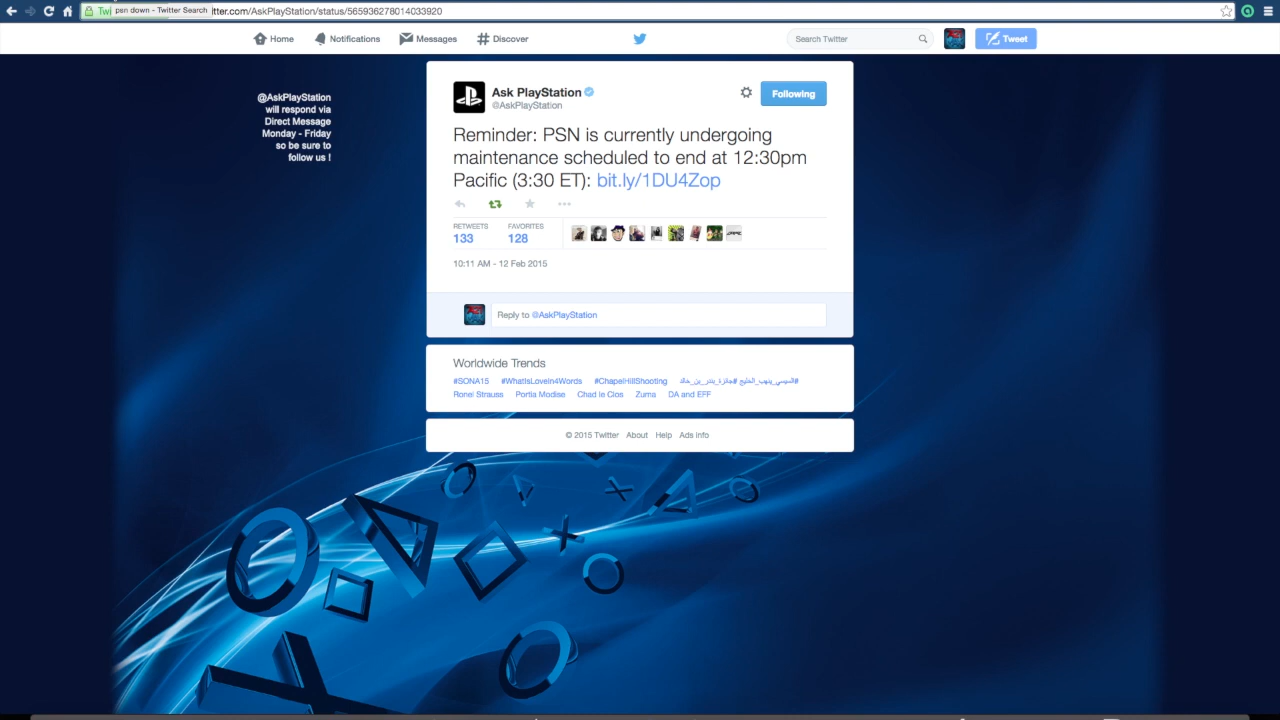 psn down - Twitter Search
tter.com/AskPlayStation/status/565936278014033920
Home
Notifications
Messages
Discover
Search Twitter
Tweet
@AskPlayStation
will respond via
Direct Message
Monday - Friday
so be sure to
follow us !
Ask PlayStation
@AskPlayStation
Following
Reminder: PSN is currently undergoing
maintenance scheduled to end at 12:30pm
Pacific (3:30 ET): bit.ly/1DU4Zop
RETWEETS
133
FAVORITES
128
10:11 AM - 12 Feb 2015
Reply to @AskPlayStation
Worldwide Trends
#SONA15 #WhatIsLoveIn4Words #ChapelHillShooting #السيسي_ينهب_الخليج #جائزة_بندر_بن_خالد
Ronel Strauss Portia Modise Chad le Clos Zuma DA and EFF
© 2015 Twitter About Help Ads info